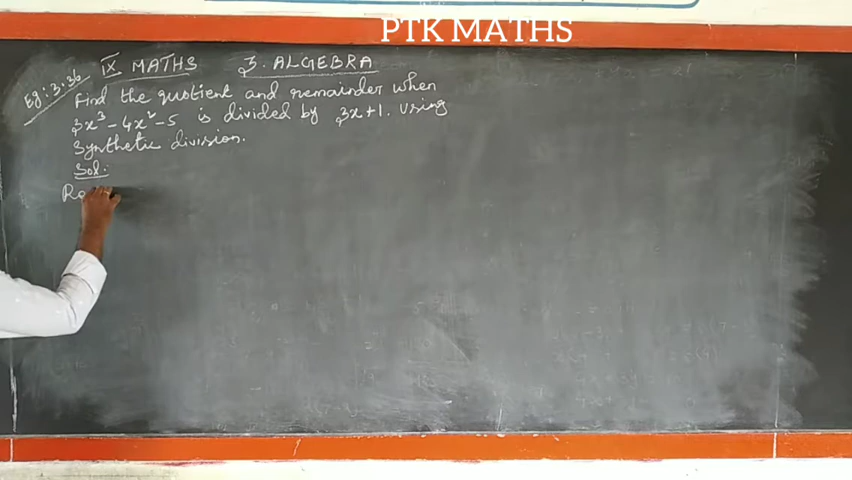 PTK MATHS
IX MATHS 3. ALGEBRA
Eg: 3.36
Find the quotient and remainder when
3x³ - 4x² - 5 is divided by 3x+1. using
Synthetic division.
Sol: